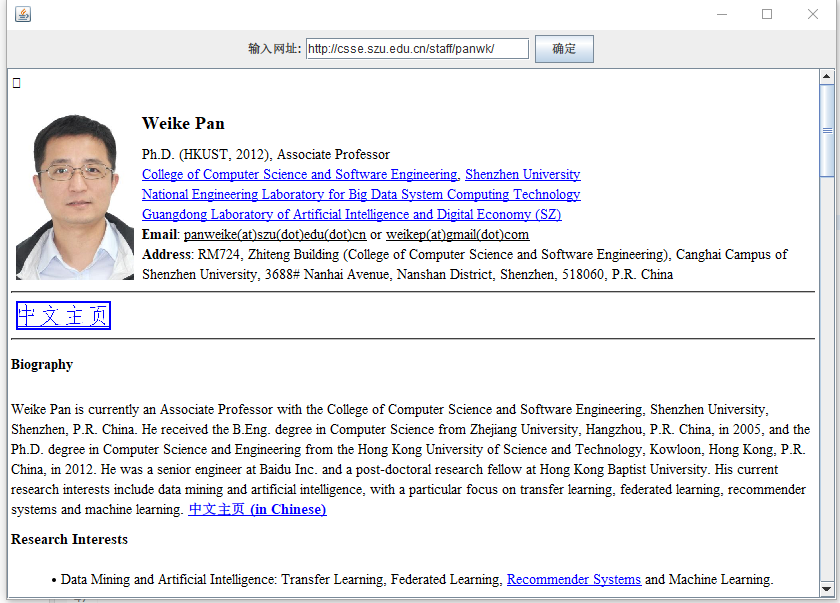 输入网址: http://csse.szu.edu.cn/staff/panwk/ 确定
Weike Pan
Ph.D. (HKUST, 2012), Associate Professor
College of Computer Science and Software Engineering, Shenzhen University
National Engineering Laboratory for Big Data System Computing Technology
Guangdong Laboratory of Artificial Intelligence and Digital Economy (SZ)
Email: panweike(at)szu(dot)edu(dot)cn or weikep(at)gmail(dot)com
Address: RM724, Zhiteng Building (College of Computer Science and Software Engineering), Canghai Campus of
Shenzhen University, 3688# Nanhai Avenue, Nanshan District, Shenzhen, 518060, P.R. China
中文主页
Biography
Weike Pan is currently an Associate Professor with the College of Computer Science and Software Engineering, Shenzhen University,
Shenzhen, P.R. China. He received the B.Eng. degree in Computer Science from Zhejiang University, Hangzhou, P.R. China, in 2005, and the
Ph.D. degree in Computer Science and Engineering from the Hong Kong University of Science and Technology, Kowloon, Hong Kong, P.R.
China, in 2012. He was a senior engineer at Baidu Inc. and a post-doctoral research fellow at Hong Kong Baptist University. His current
research interests include data mining and artificial intelligence, with a particular focus on transfer learning, federated learning, recommender
systems and machine learning. 中文主页 (in Chinese)
Research Interests
• Data Mining and Artificial Intelligence: Transfer Learning, Federated Learning, Recommender Systems and Machine Learning.